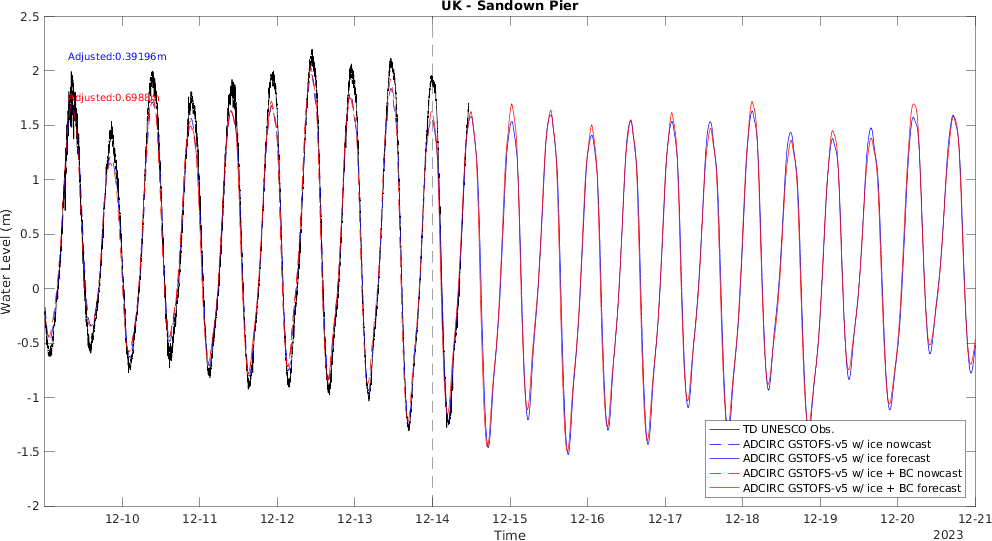 UK - Sandown Pier
2.5
2
1.5
1
0.5
0
-0.5
-1
-1.5
-2
Water Level (m)
Adjusted:0.39196m
Adjusted:0.6988m
TD UNESCO Obs.
ADCIRC GSTOFS-v5 w/ ice nowcast
ADCIRC GSTOFS-v5 w/ ice forecast
ADCIRC GSTOFS-v5 w/ ice + BC nowcast
ADCIRC GSTOFS-v5 w/ ice + BC forecast
12-10 12-11 12-12 12-13 12-14 12-15 12-16 12-17 12-18 12-19 12-20 12-21
Time
2023